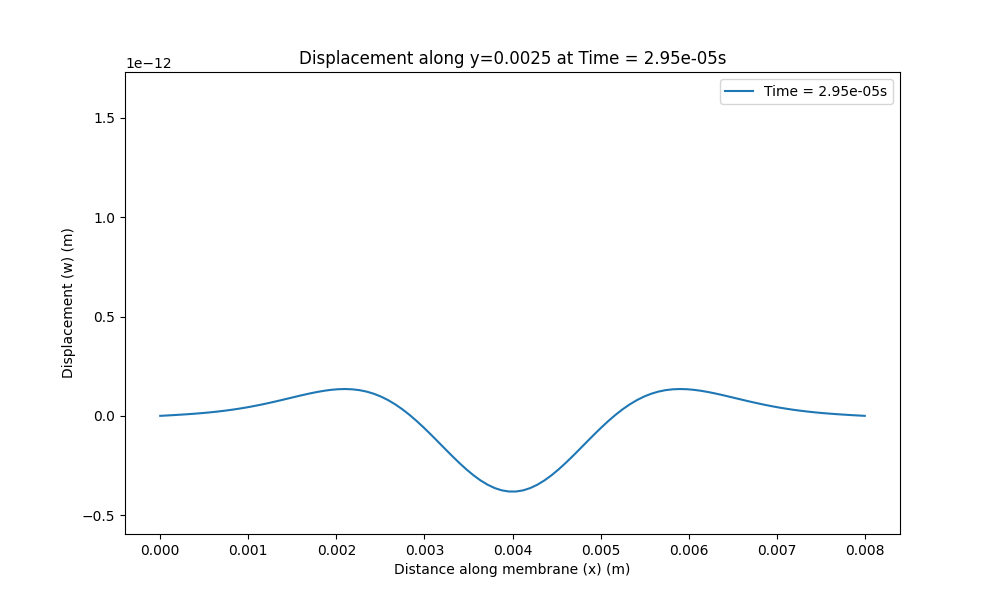 Displacement along y=0.0025 at Time = 2.95e-05s
1e−12
Time = 2.95e-05s
1.5
1.0
0.5
0.0
−0.5
Displacement (w) (m)
0.000 0.001 0.002 0.003 0.004 0.005 0.006 0.007 0.008
Distance along membrane (x) (m)